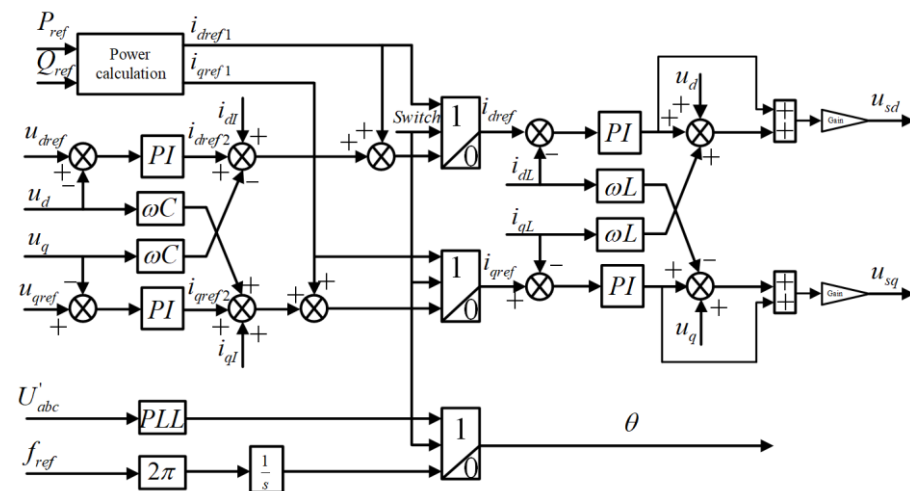 P_ref
Q_ref
Power
calculation
i_dref1
i_qref1
i_dI
u_dref
+
−
PI
i_dref2
+
+
−
+
+
u_d
ωC
u_q
ωC
u_qref
+
−
PI
i_qref2
+
+
+
i_qI
+
+
Switch
1
0
i_dref
+
−
PI
u_d
+
+
+
+
+
Gain
u_sd
i_dL
ωL
i_qL
ωL
1
0
i_qref
+
−
PI
+
−
+
u_q
+
+
Gain
u_sq
U'_abc
PLL
f_ref
2π
1/s
1
0
θ